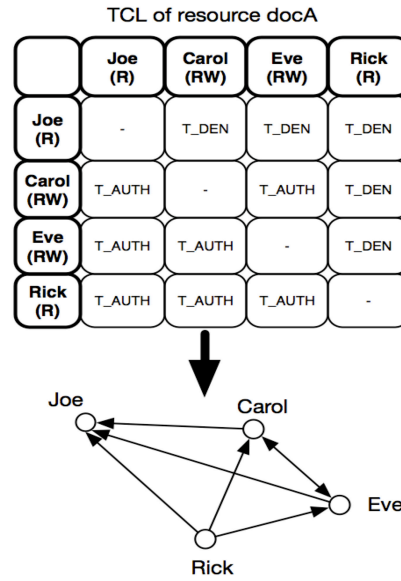 TCL of resource docA
Joe Carol Eve Rick
(R) (RW) (RW) (R)
Joe
(R) - T_DEN T_DEN T_DEN
Carol
(RW) T_AUTH - T_AUTH T_DEN
Eve
(RW) T_AUTH T_AUTH - T_DEN
Rick
(R) T_AUTH T_AUTH T_AUTH -
Joe
Carol
Eve
Rick